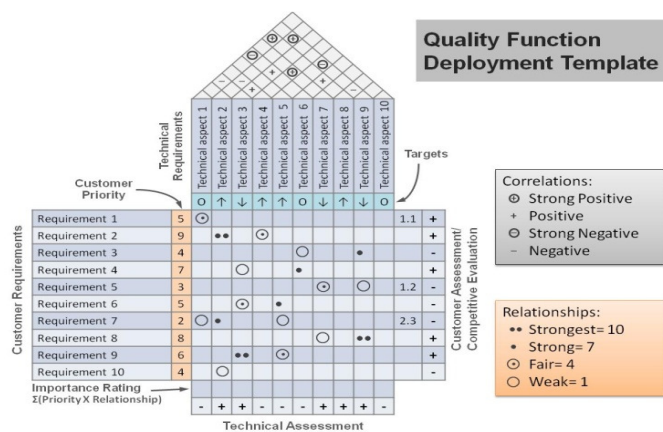 Quality Function
Deployment Template
Technical
Requirements
Technical aspect 1
Technical aspect 2
Technical aspect 3
Technical aspect 4
Technical aspect 5
Technical aspect 6
Technical aspect 7
Technical aspect 8
Technical aspect 9
Technical aspect 10
Customer
Priority
Targets
O ↑ ↓ ↑ ↑ O ↓ ↑ ↓ O
Customer Requirements
Requirement 1 5 1.1 +
Requirement 2 9 +
Requirement 3 4 -
Requirement 4 7 +
Requirement 5 3 1.2 -
Requirement 6 5 -
Requirement 7 2 2.3 -
Requirement 8 8 +
Requirement 9 6 +
Requirement 10 4 -
Importance Rating
Σ(Priority X Relationship)
- + + - - - + + + -
Technical Assessment
Customer Assessment/
Competitive Evaluation
Correlations:
⊕ Strong Positive
+ Positive
⊖ Strong Negative
− Negative
Relationships:
•• Strongest= 10
• Strong= 7
⊙ Fair= 4
○ Weak= 1